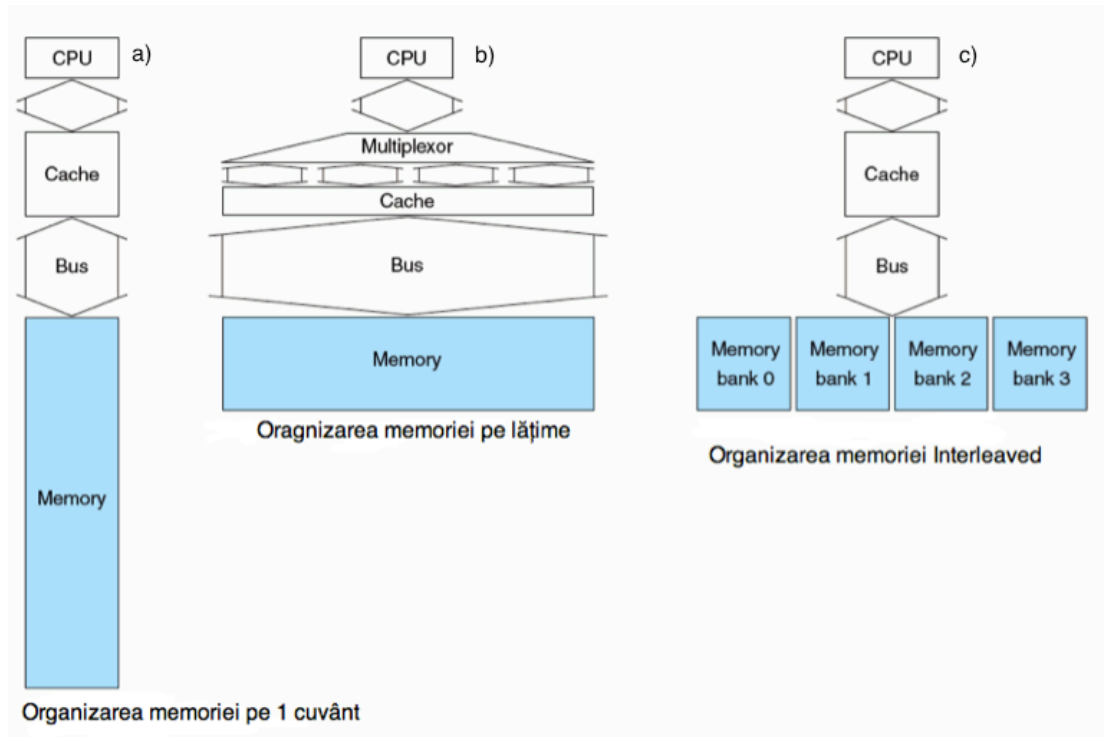 CPU
a)
Cache
Bus
Memory
Organizarea memoriei pe 1 cuvânt
CPU
b)
Multiplexor
Cache
Bus
Memory
Oragnizarea memoriei pe lățime
CPU
c)
Cache
Bus
Memory
bank 0
Memory
bank 1
Memory
bank 2
Memory
bank 3
Organizarea memoriei Interleaved